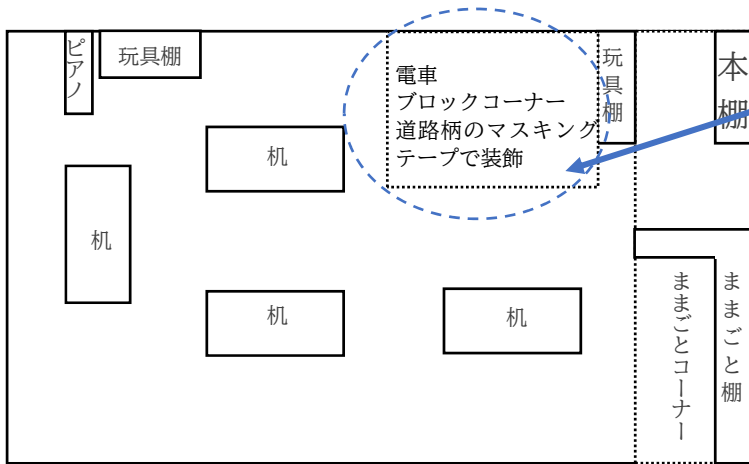 ピアノ
玩具棚
電車
ブロックコーナー
道路柄のマスキング
テープで装飾
玩具棚
本棚
机
机
机
机
ままごとコーナー
ままごと棚